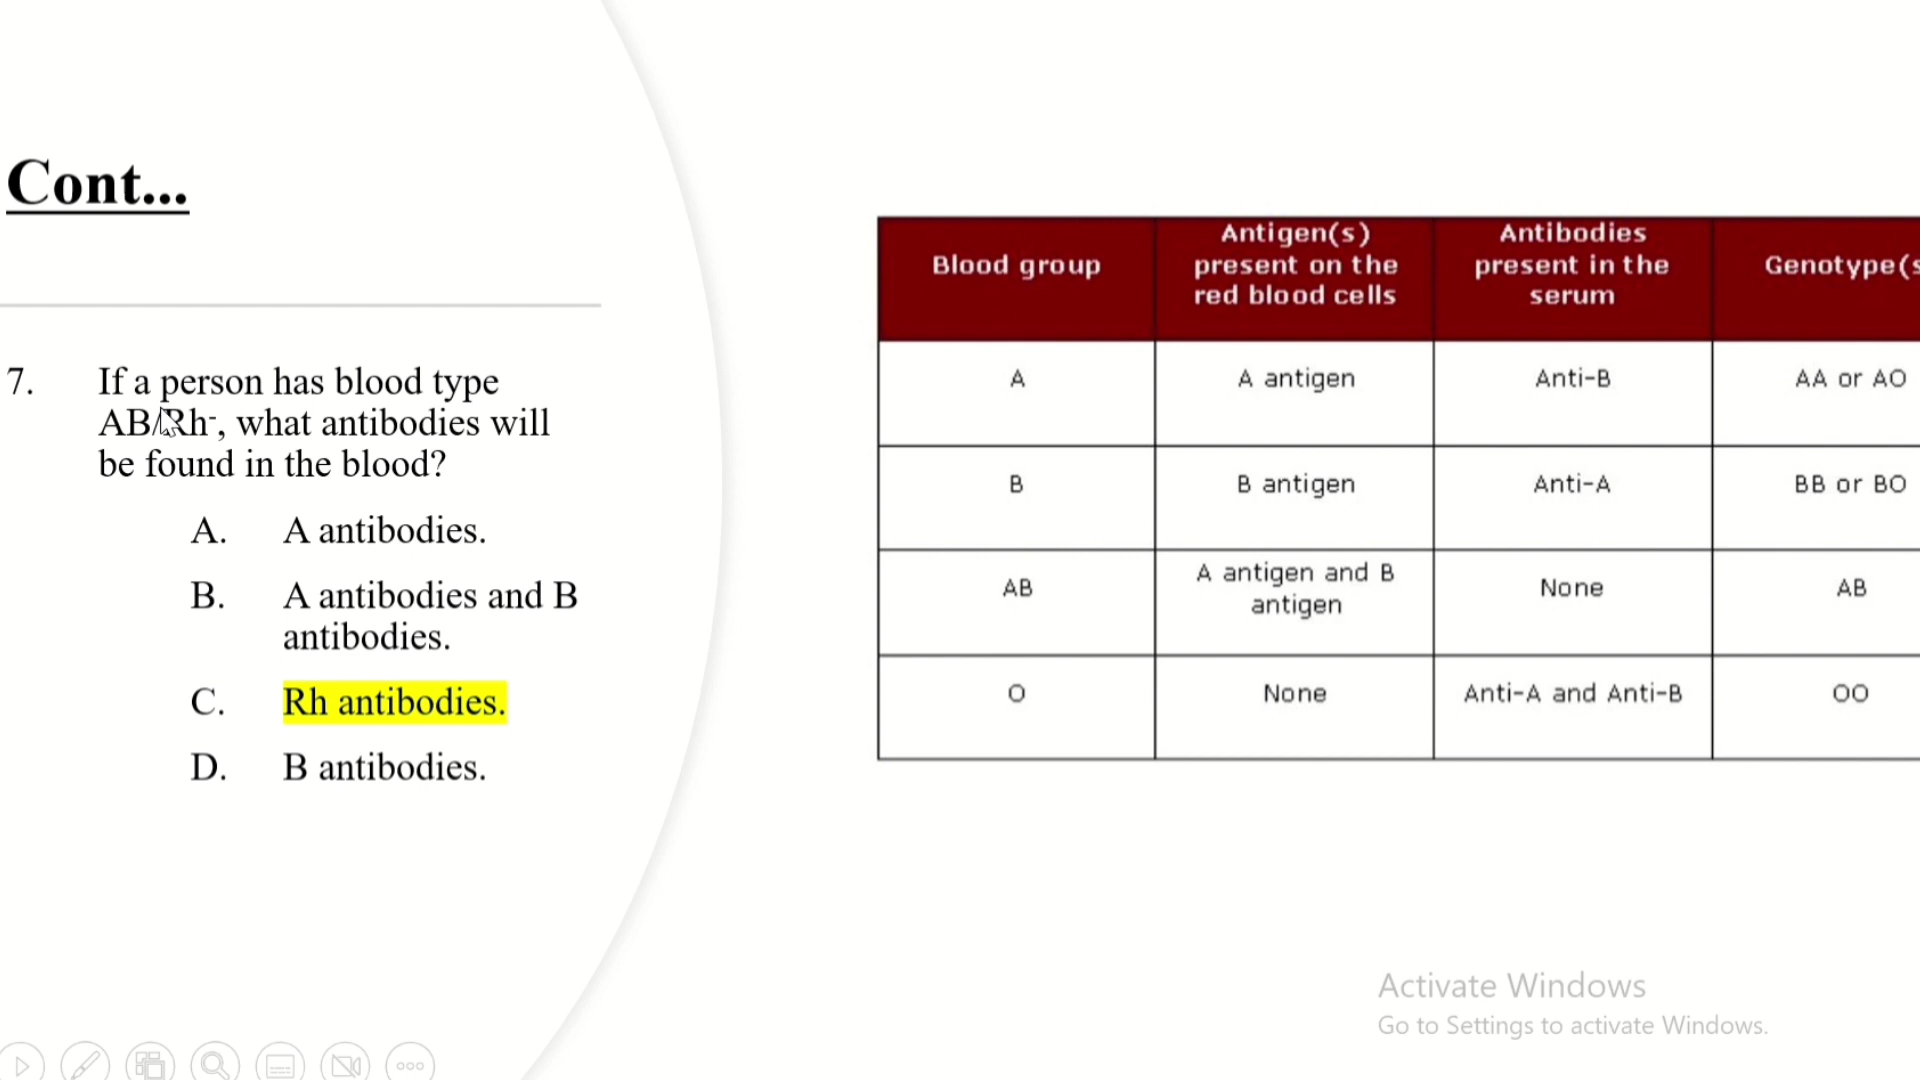 Cont...
7. If a person has blood type
AB/Rh-, what antibodies will
be found in the blood?
A. A antibodies.
B. A antibodies and B
antibodies.
C. Rh antibodies.
D. B antibodies.
Blood group
Antigen(s)
present on the
red blood cells
Antibodies
present in the
serum
Genotype(s
A A antigen Anti-B AA or AO
B B antigen Anti-A BB or BO
AB A antigen and B
antigen None AB
O None Anti-A and Anti-B OO
Activate Windows
Go to Settings to activate Windows.